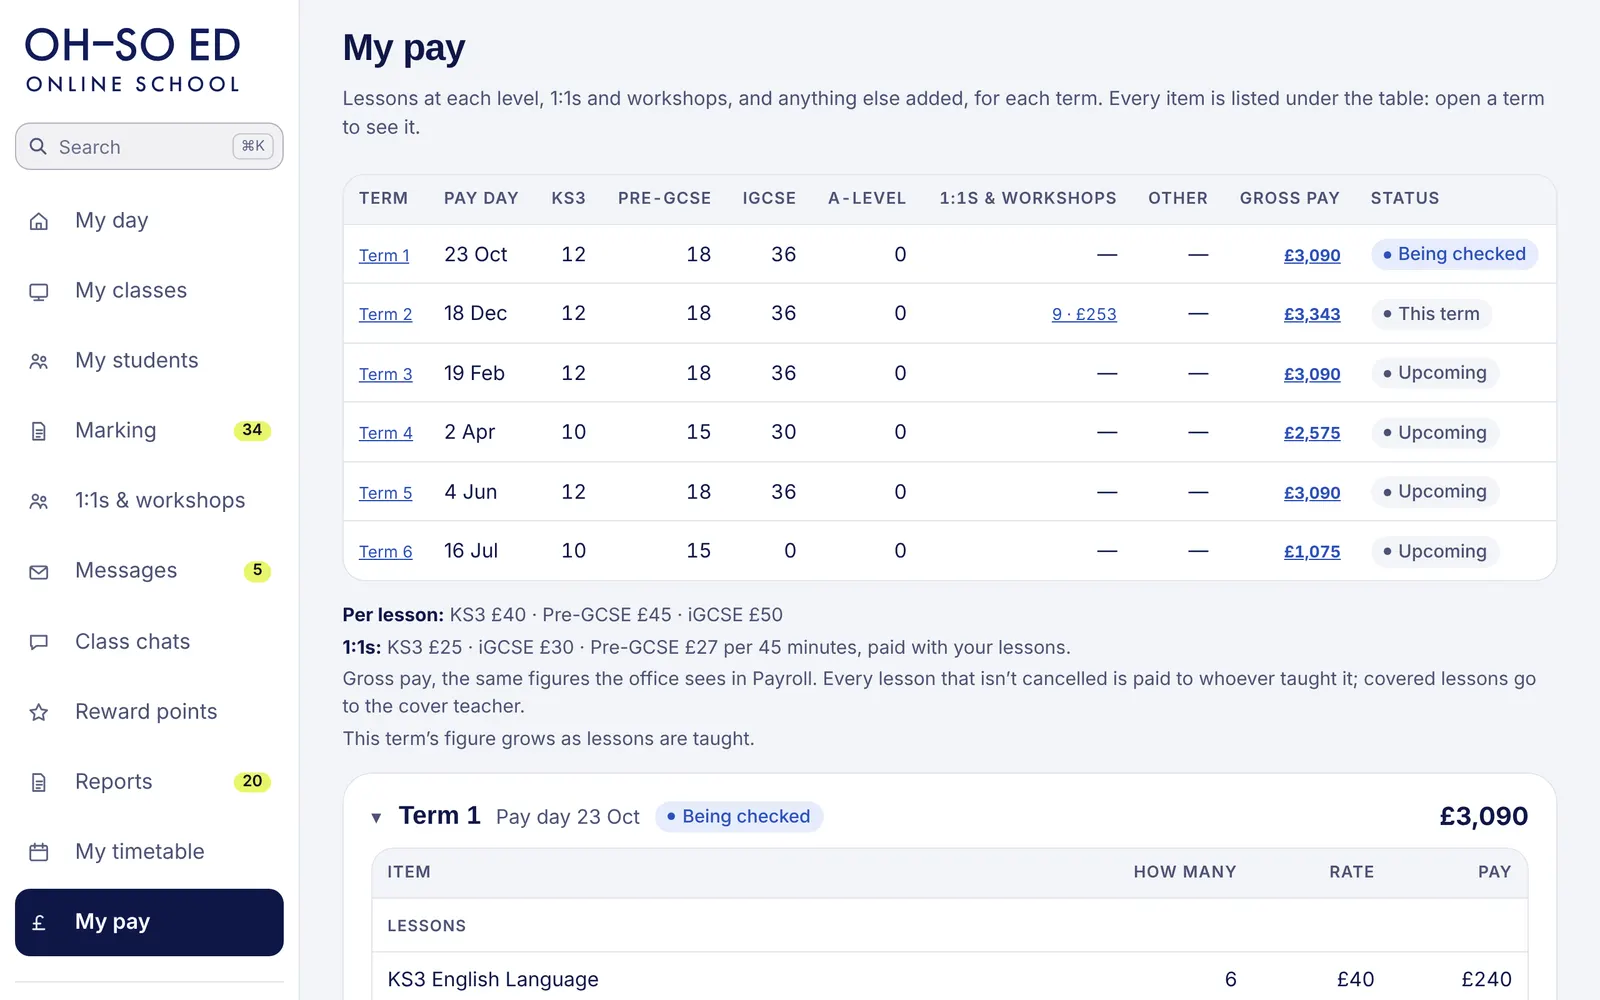 OH-SO ED
ONLINE SCHOOL
Search ⌘K
My day
My classes
My students
Marking 34
1:1s & workshops
Messages 5
Class chats
Reward points
Reports 20
My timetable
£ My pay
My pay
Lessons at each level, 1:1s and workshops, and anything else added, for each term. Every item is listed under the table: open a term
to see it.
TERM PAY DAY KS3 PRE-GCSE IGCSE A-LEVEL 1:1S & WORKSHOPS OTHER GROSS PAY STATUS
Term 1 23 Oct 12 18 36 0 — — £3,090 • Being checked
Term 2 18 Dec 12 18 36 0 9 · £253 — £3,343 • This term
Term 3 19 Feb 12 18 36 0 — — £3,090 • Upcoming
Term 4 2 Apr 10 15 30 0 — — £2,575 • Upcoming
Term 5 4 Jun 12 18 36 0 — — £3,090 • Upcoming
Term 6 16 Jul 10 15 0 0 — — £1,075 • Upcoming
Per lesson: KS3 £40 · Pre-GCSE £45 · iGCSE £50
1:1s: KS3 £25 · iGCSE £30 · Pre-GCSE £27 per 45 minutes, paid with your lessons.
Gross pay, the same figures the office sees in Payroll. Every lesson that isn’t cancelled is paid to whoever taught it; covered lessons go
to the cover teacher.
This term’s figure grows as lessons are taught.
▼ Term 1 Pay day 23 Oct • Being checked £3,090
ITEM HOW MANY RATE PAY
LESSONS
KS3 English Language 6 £40 £240